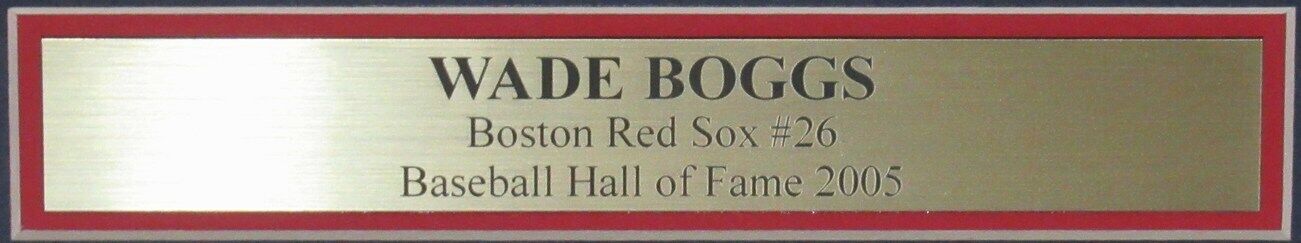 WADE BOGGS
Boston Red Sox #26
Baseball Hall of Fame 2005